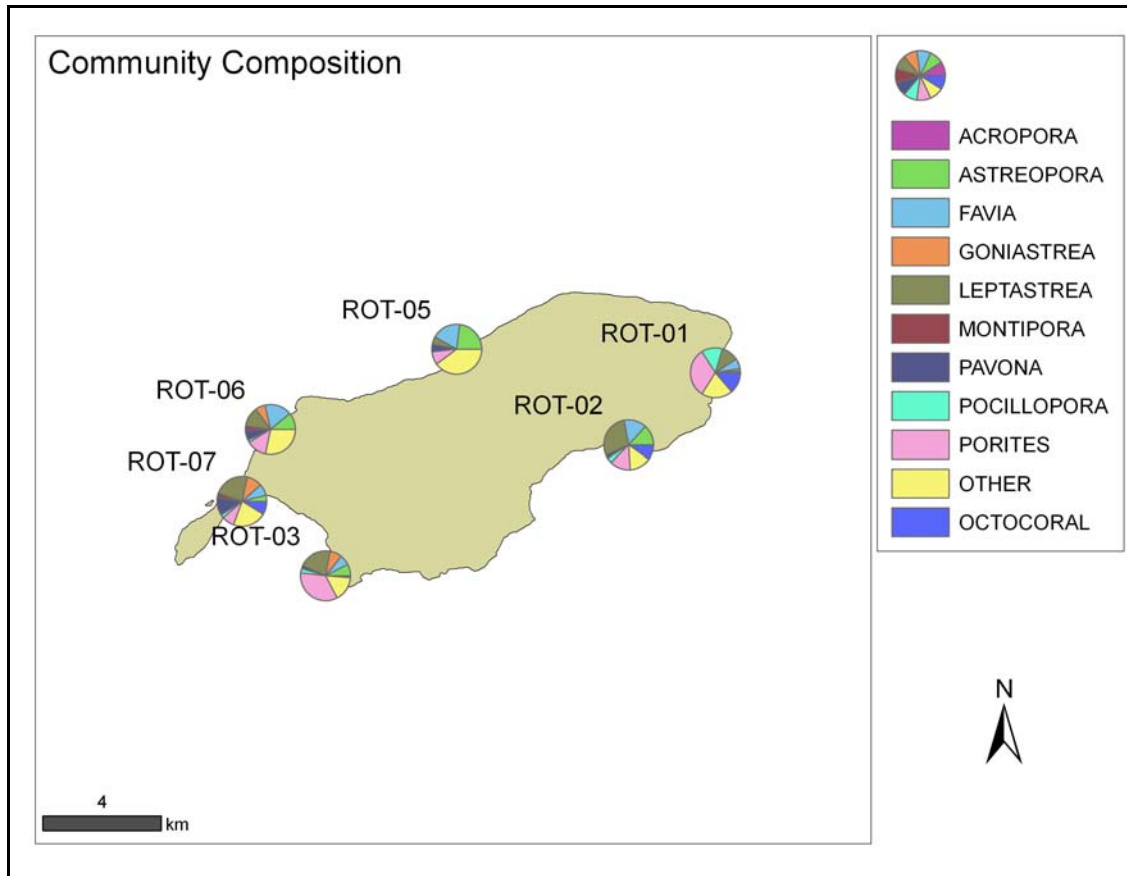 Community Composition
ROT-05
ROT-01
ROT-06
ROT-02
ROT-07
ROT-03
4
km
ACROPORA
ASTREOPORA
FAVIA
GONIASTREA
LEPTASTREA
MONTIPORA
PAVONA
POCILLOPORA
PORITES
OTHER
OCTOCORAL
N